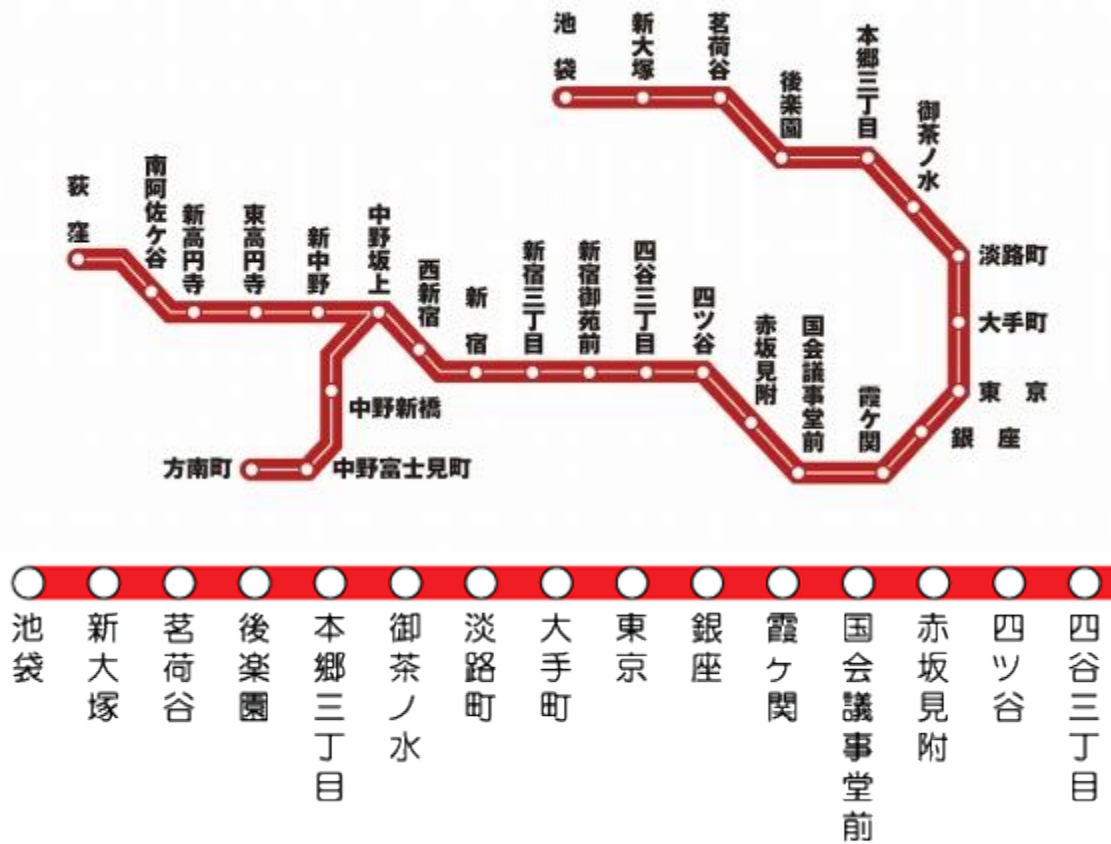 池袋
新大塚
茗荷谷
後楽園
本郷三丁目
御茶ノ水
淡路町
大手町
東京
銀座
霞ケ関
国会議事堂前
赤坂見附
四ツ谷
四谷三丁目
新宿御苑前
新宿三丁目
新宿
西新宿
中野坂上
新中野
東高円寺
新高円寺
南阿佐ケ谷
荻窪
中野新橋
中野富士見町
方南町
池袋
新大塚
茗荷谷
後楽園
本郷三丁目
御茶ノ水
淡路町
大手町
東京
銀座
霞ヶ関
国会議事堂前
赤坂見附
四ツ谷
四谷三丁目